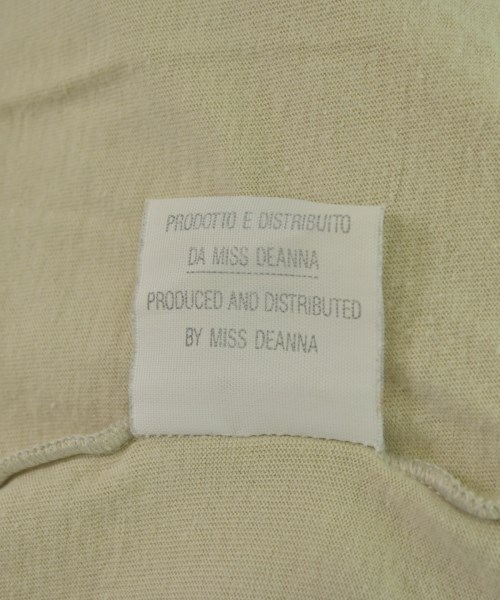 PRODOTTO E DISTRIBUITO
DA MISS DEANNA
PRODUCED AND DISTRIBUTED
BY MISS DEANNA